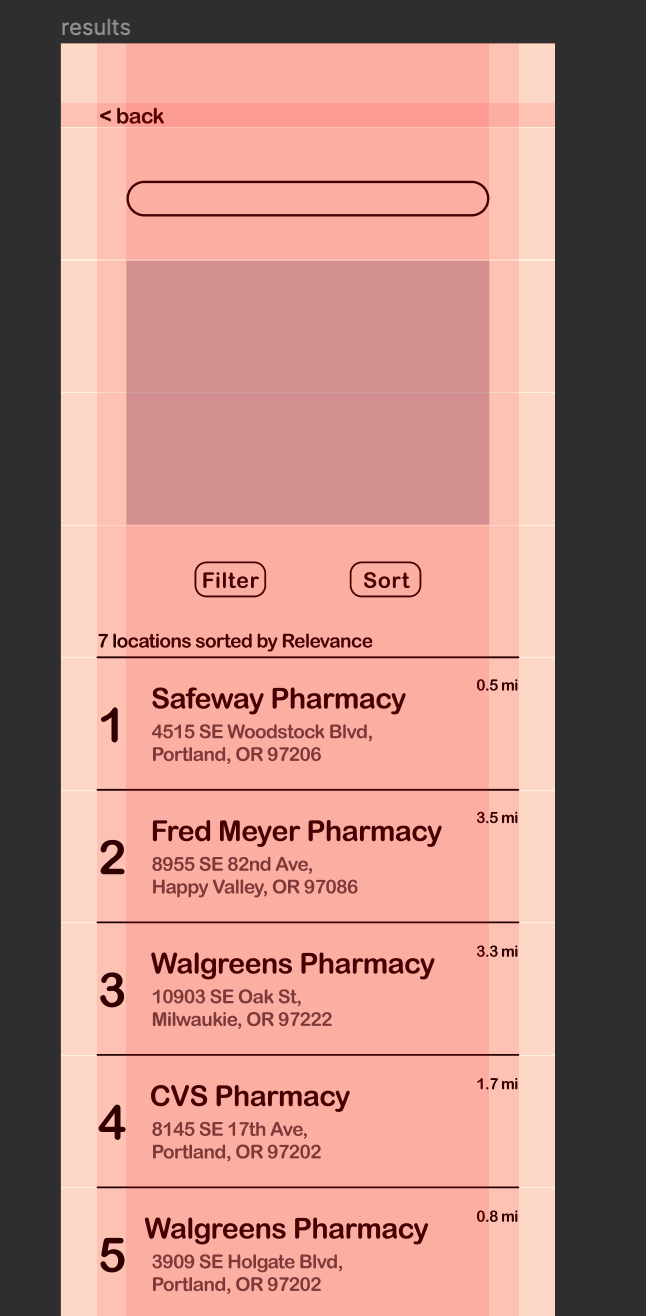 results
< back
Filter
Sort
7 locations sorted by Relevance
1
Safeway Pharmacy
0.5 mi
4515 SE Woodstock Blvd,
Portland, OR 97206
2
Fred Meyer Pharmacy
3.5 mi
8955 SE 82nd Ave,
Happy Valley, OR 97086
3
Walgreens Pharmacy
3.3 mi
10903 SE Oak St,
Milwaukie, OR 97222
4
CVS Pharmacy
1.7 mi
8145 SE 17th Ave,
Portland, OR 97202
5
Walgreens Pharmacy
0.8 mi
3909 SE Holgate Blvd,
Portland, OR 97202